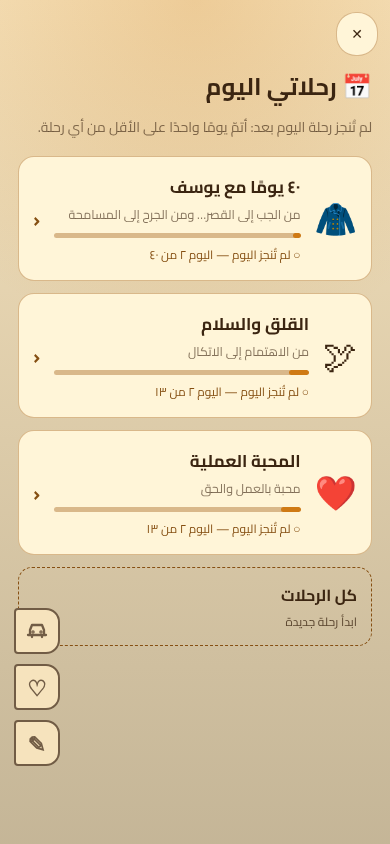 📅 رحلاتي اليوم
لم تُنجز رحلة اليوم بعد: أتمّ يومًا واحدًا على الأقل من أي رحلة.
٤٠ يومًا مع يوسف
من الجب إلى القصر… ومن الجرح إلى المسامحة
○ لم تُنجز اليوم — اليوم ٢ من ٤٠
القلق والسلام
من الاهتمام إلى الاتكال
○ لم تُنجز اليوم — اليوم ٢ من ١٣
المحبة العملية
محبة بالعمل والحق
○ لم تُنجز اليوم — اليوم ٢ من ١٣
كل الرحلات
ابدأ رحلة جديدة